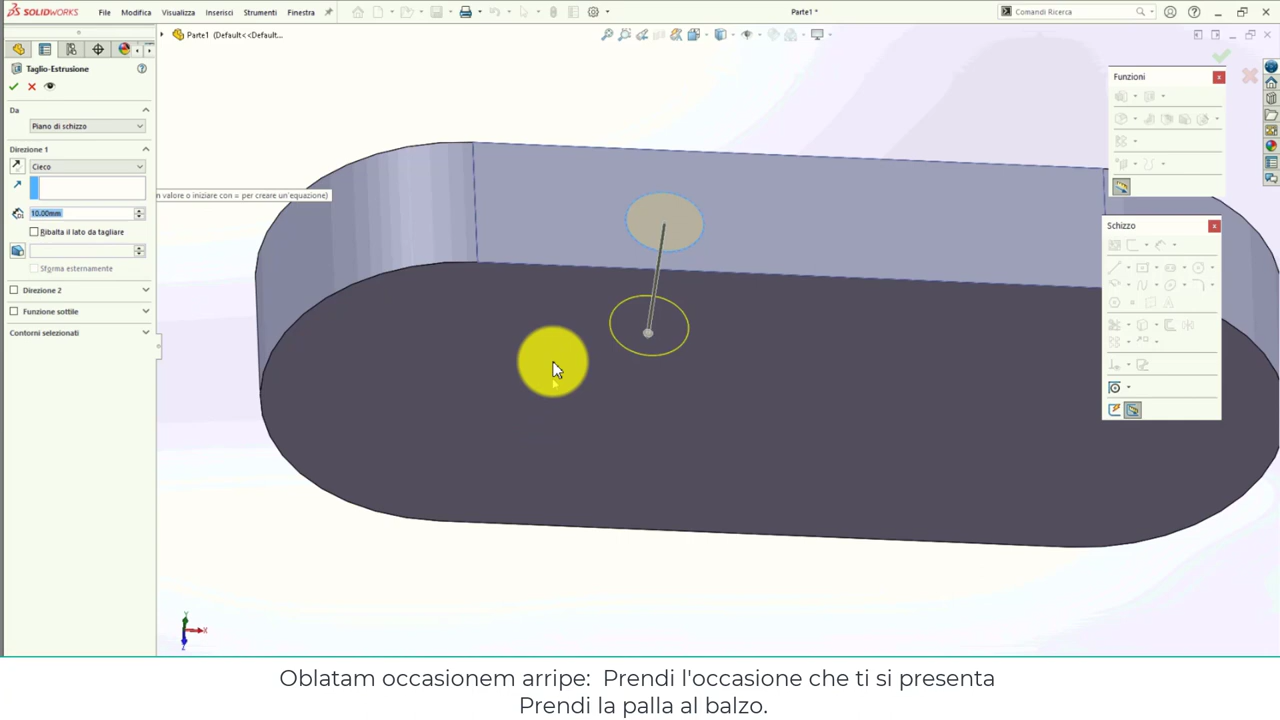 SOLIDWORKS File Modifica Visualizza Inserisci Strumenti Finestra Parte1 * Comandi Ricerca
Parte1 (Default<<Default...
Taglio-Estrusione
Da
Piano di schizzo
Direzione 1
Cieco
n valore o iniziare con = per creare un'equazione)
10.00mm
Ribalta il lato da tagliare
Sforma esternamente
Direzione 2
Funzione sottile
Contorni selezionati
Funzioni
Schizzo
Y
X
Z
Oblatam occasionem arripe: Prendi l'occasione che ti si presenta
Prendi la palla al balzo.